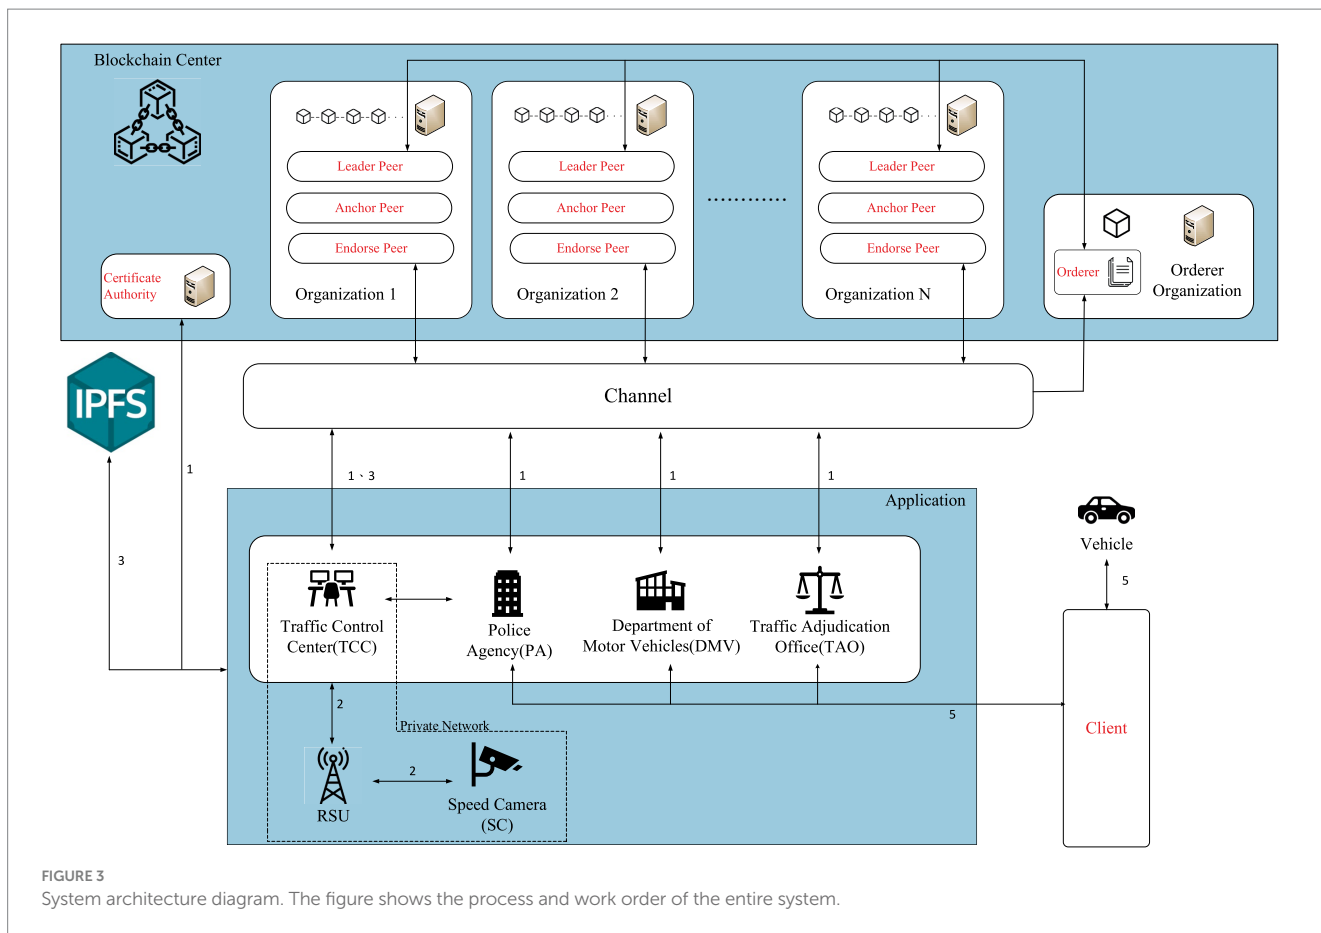 Blockchain Center
Leader Peer
Anchor Peer
Endorse Peer
Organization 1
Leader Peer
Anchor Peer
Endorse Peer
Organization 2
............
Leader Peer
Anchor Peer
Endorse Peer
Organization N
Orderer
Orderer
Organization
Certificate
Authority
IPFS
Channel
1
1、3
1
1
1
3
Application
Traffic Control
Center(TCC)
Police
Agency(PA)
Department of
Motor Vehicles(DMV)
Traffic Adjudication
Office(TAO)
Vehicle
5
2
Private Network
5
Client
RSU
2
Speed Camera
(SC)
FIGURE 3
System architecture diagram. The figure shows the process and work order of the entire system.